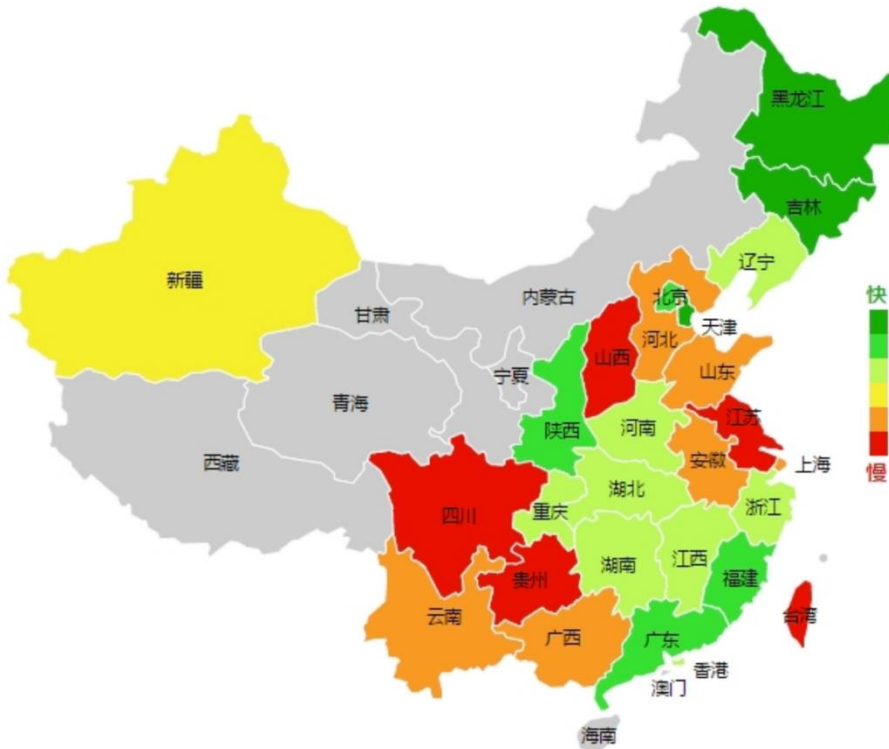 黑龙江
吉林
辽宁
新疆
内蒙古
甘肃
北京
快
天津
河北
山西
山东
宁夏
青海
江苏
陕西
河南
安徽
上海
西藏
慢
湖北
浙江
重庆
四川
湖南
江西
福建
贵州
云南
台湾
广西
广东
香港
澳门
海南